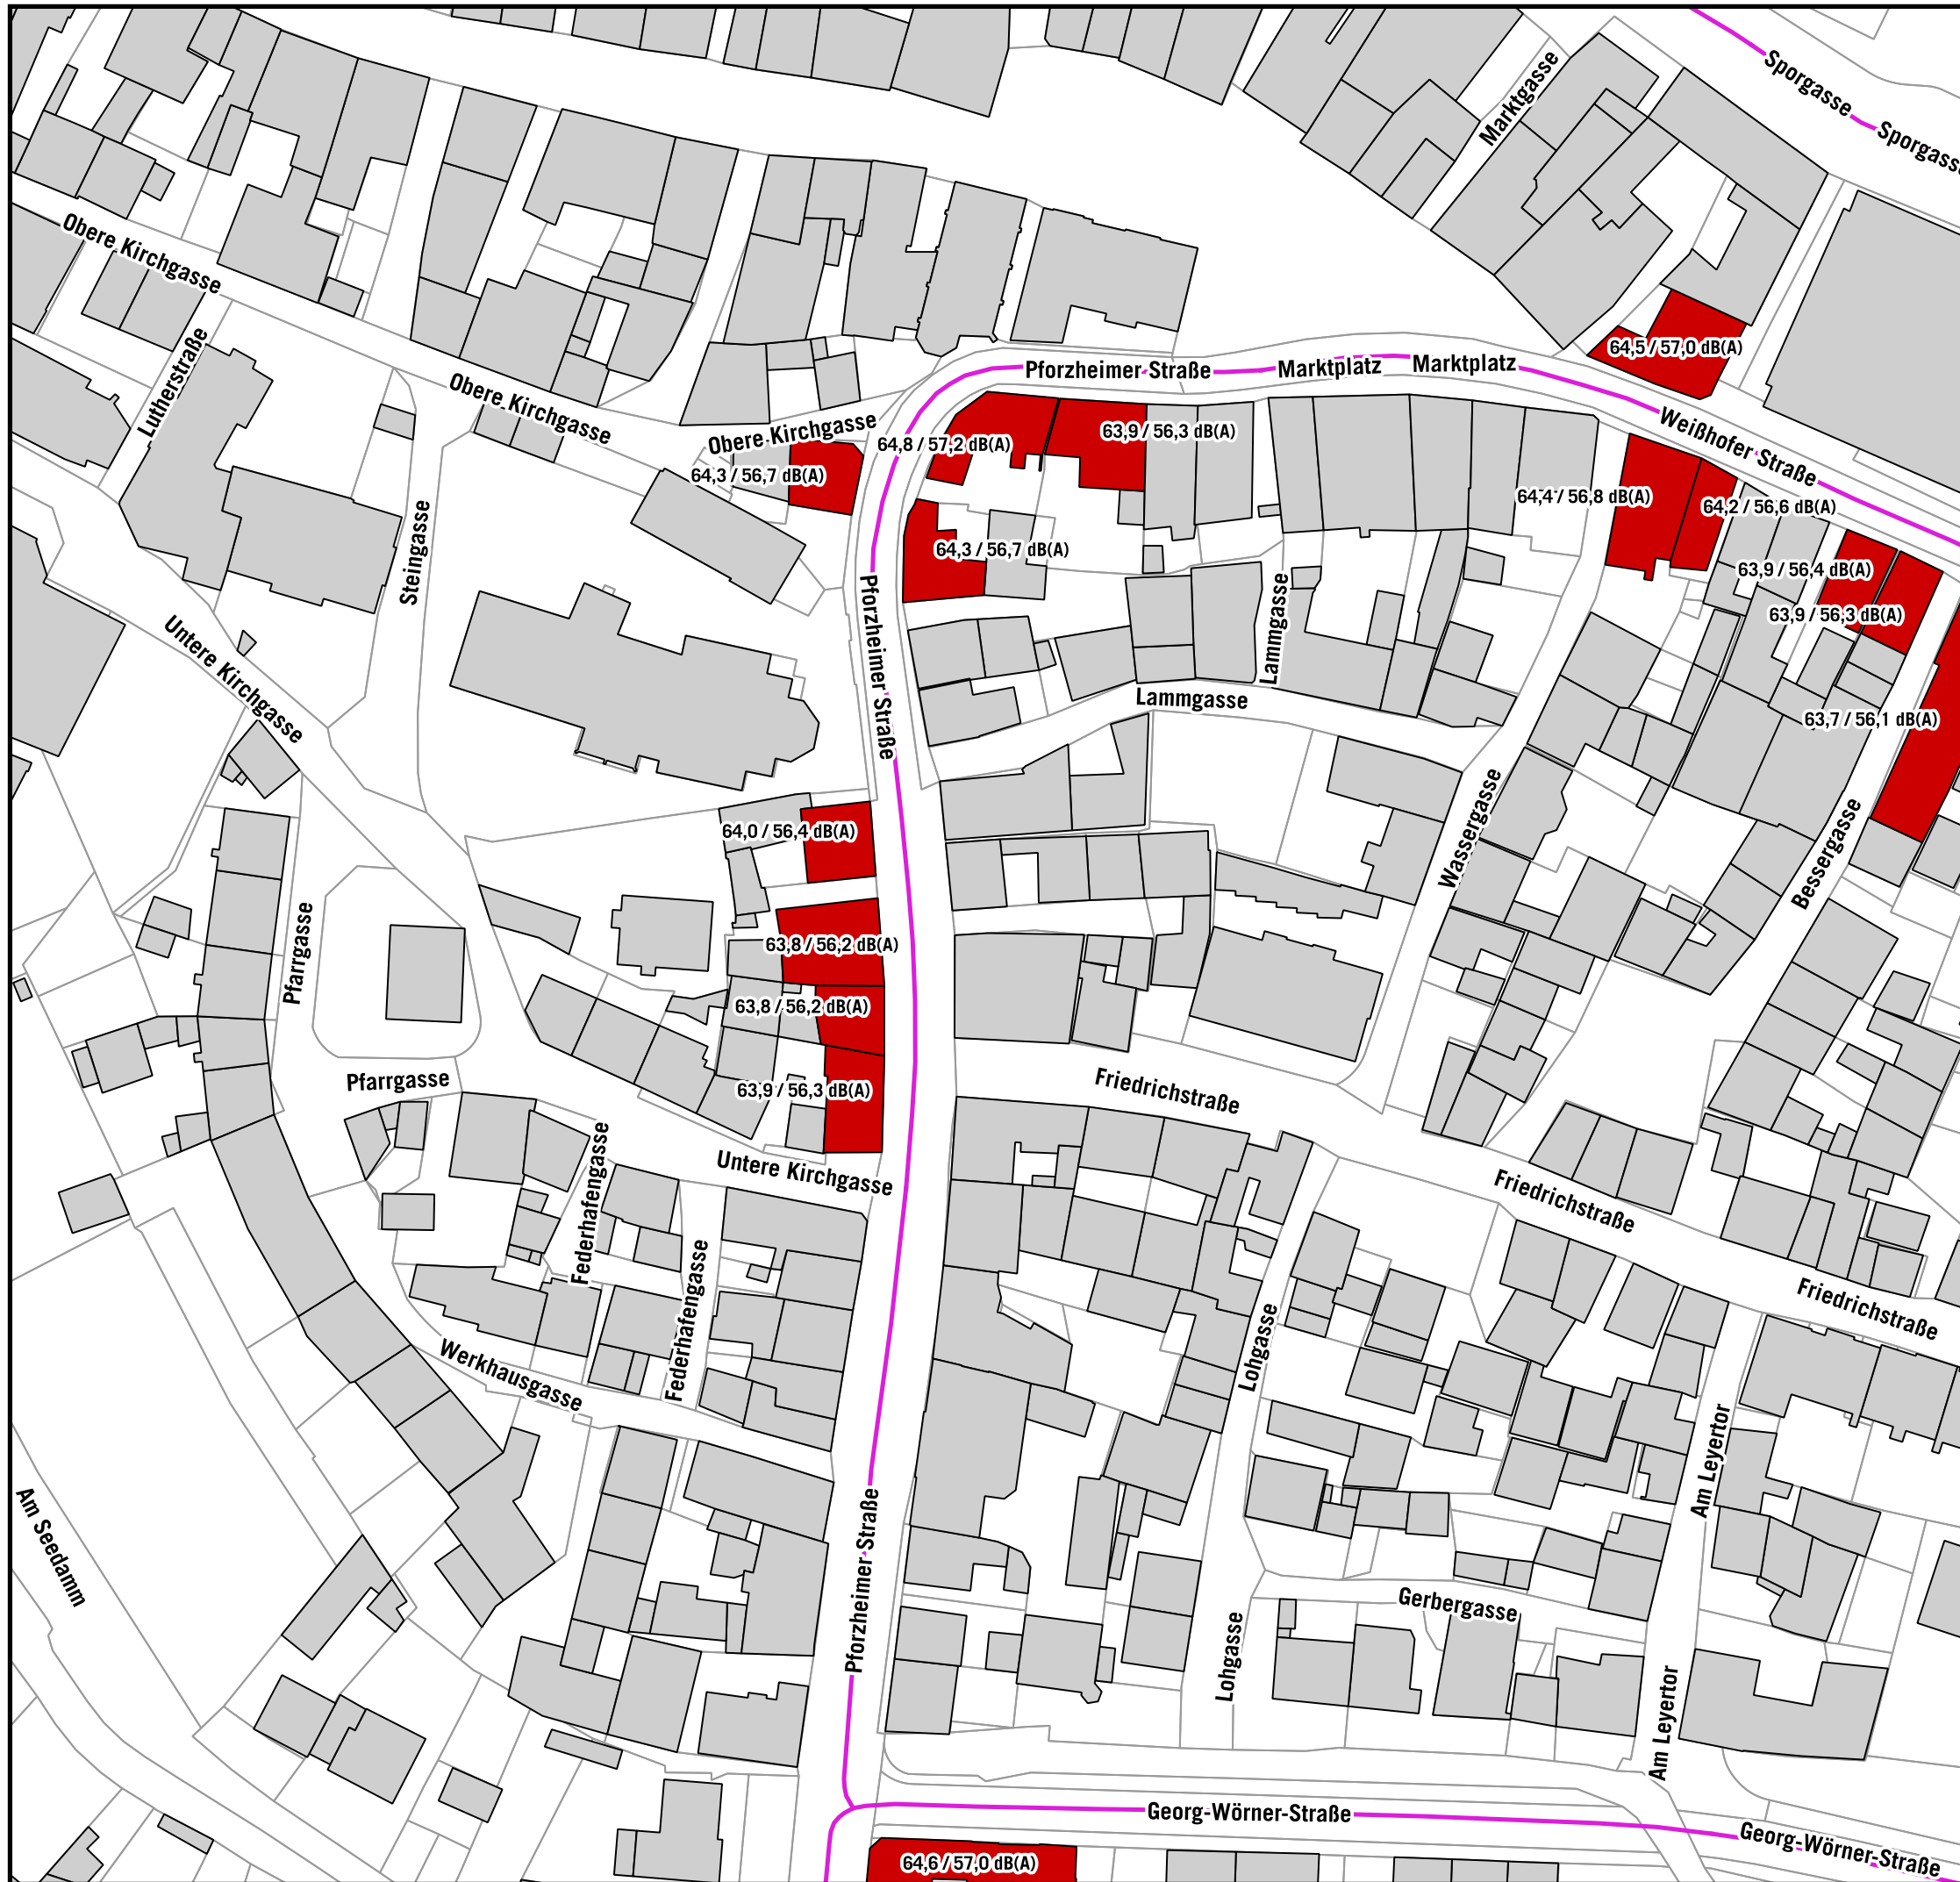 Sporgasse
Sporgasse
Marktgasse
Obere Kirchgasse
Lutherstraße
64,5 / 57,0 dB(A)
Pforzheimer Straße
Marktplatz
Marktplatz
Obere Kirchgasse
Obere Kirchgasse
Weißhofer Straße
64,8 / 57,2 dB(A)
63,9 / 56,3 dB(A)
64,3 / 56,7 dB(A)
64,4 / 56,8 dB(A)
64,2 / 56,6 dB(A)
Steingasse
64,3 / 56,7 dB(A)
63,9 / 56,4 dB(A)
63,9 / 56,3 dB(A)
Lammgasse
Pforzheimer Straße
Untere Kirchgasse
Lammgasse
63,7 / 56,1 dB(A)
64,0 / 56,4 dB(A)
Wassergasse
Bessergasse
Pfarrgasse
63,8 / 56,2 dB(A)
63,8 / 56,2 dB(A)
Pfarrgasse
63,9 / 56,3 dB(A)
Friedrichstraße
Untere Kirchgasse
Federhafengasse
Friedrichstraße
Federhafengasse
Friedrichstraße
Werkhausgasse
Lohgasse
Am Leyertor
Am Seedamm
Pforzheimer Straße
Gerbergasse
Lohgasse
Am Leyertor
Georg-Wörner-Straße
Georg-Wörner-Straße
64,6 / 57,0 dB(A)